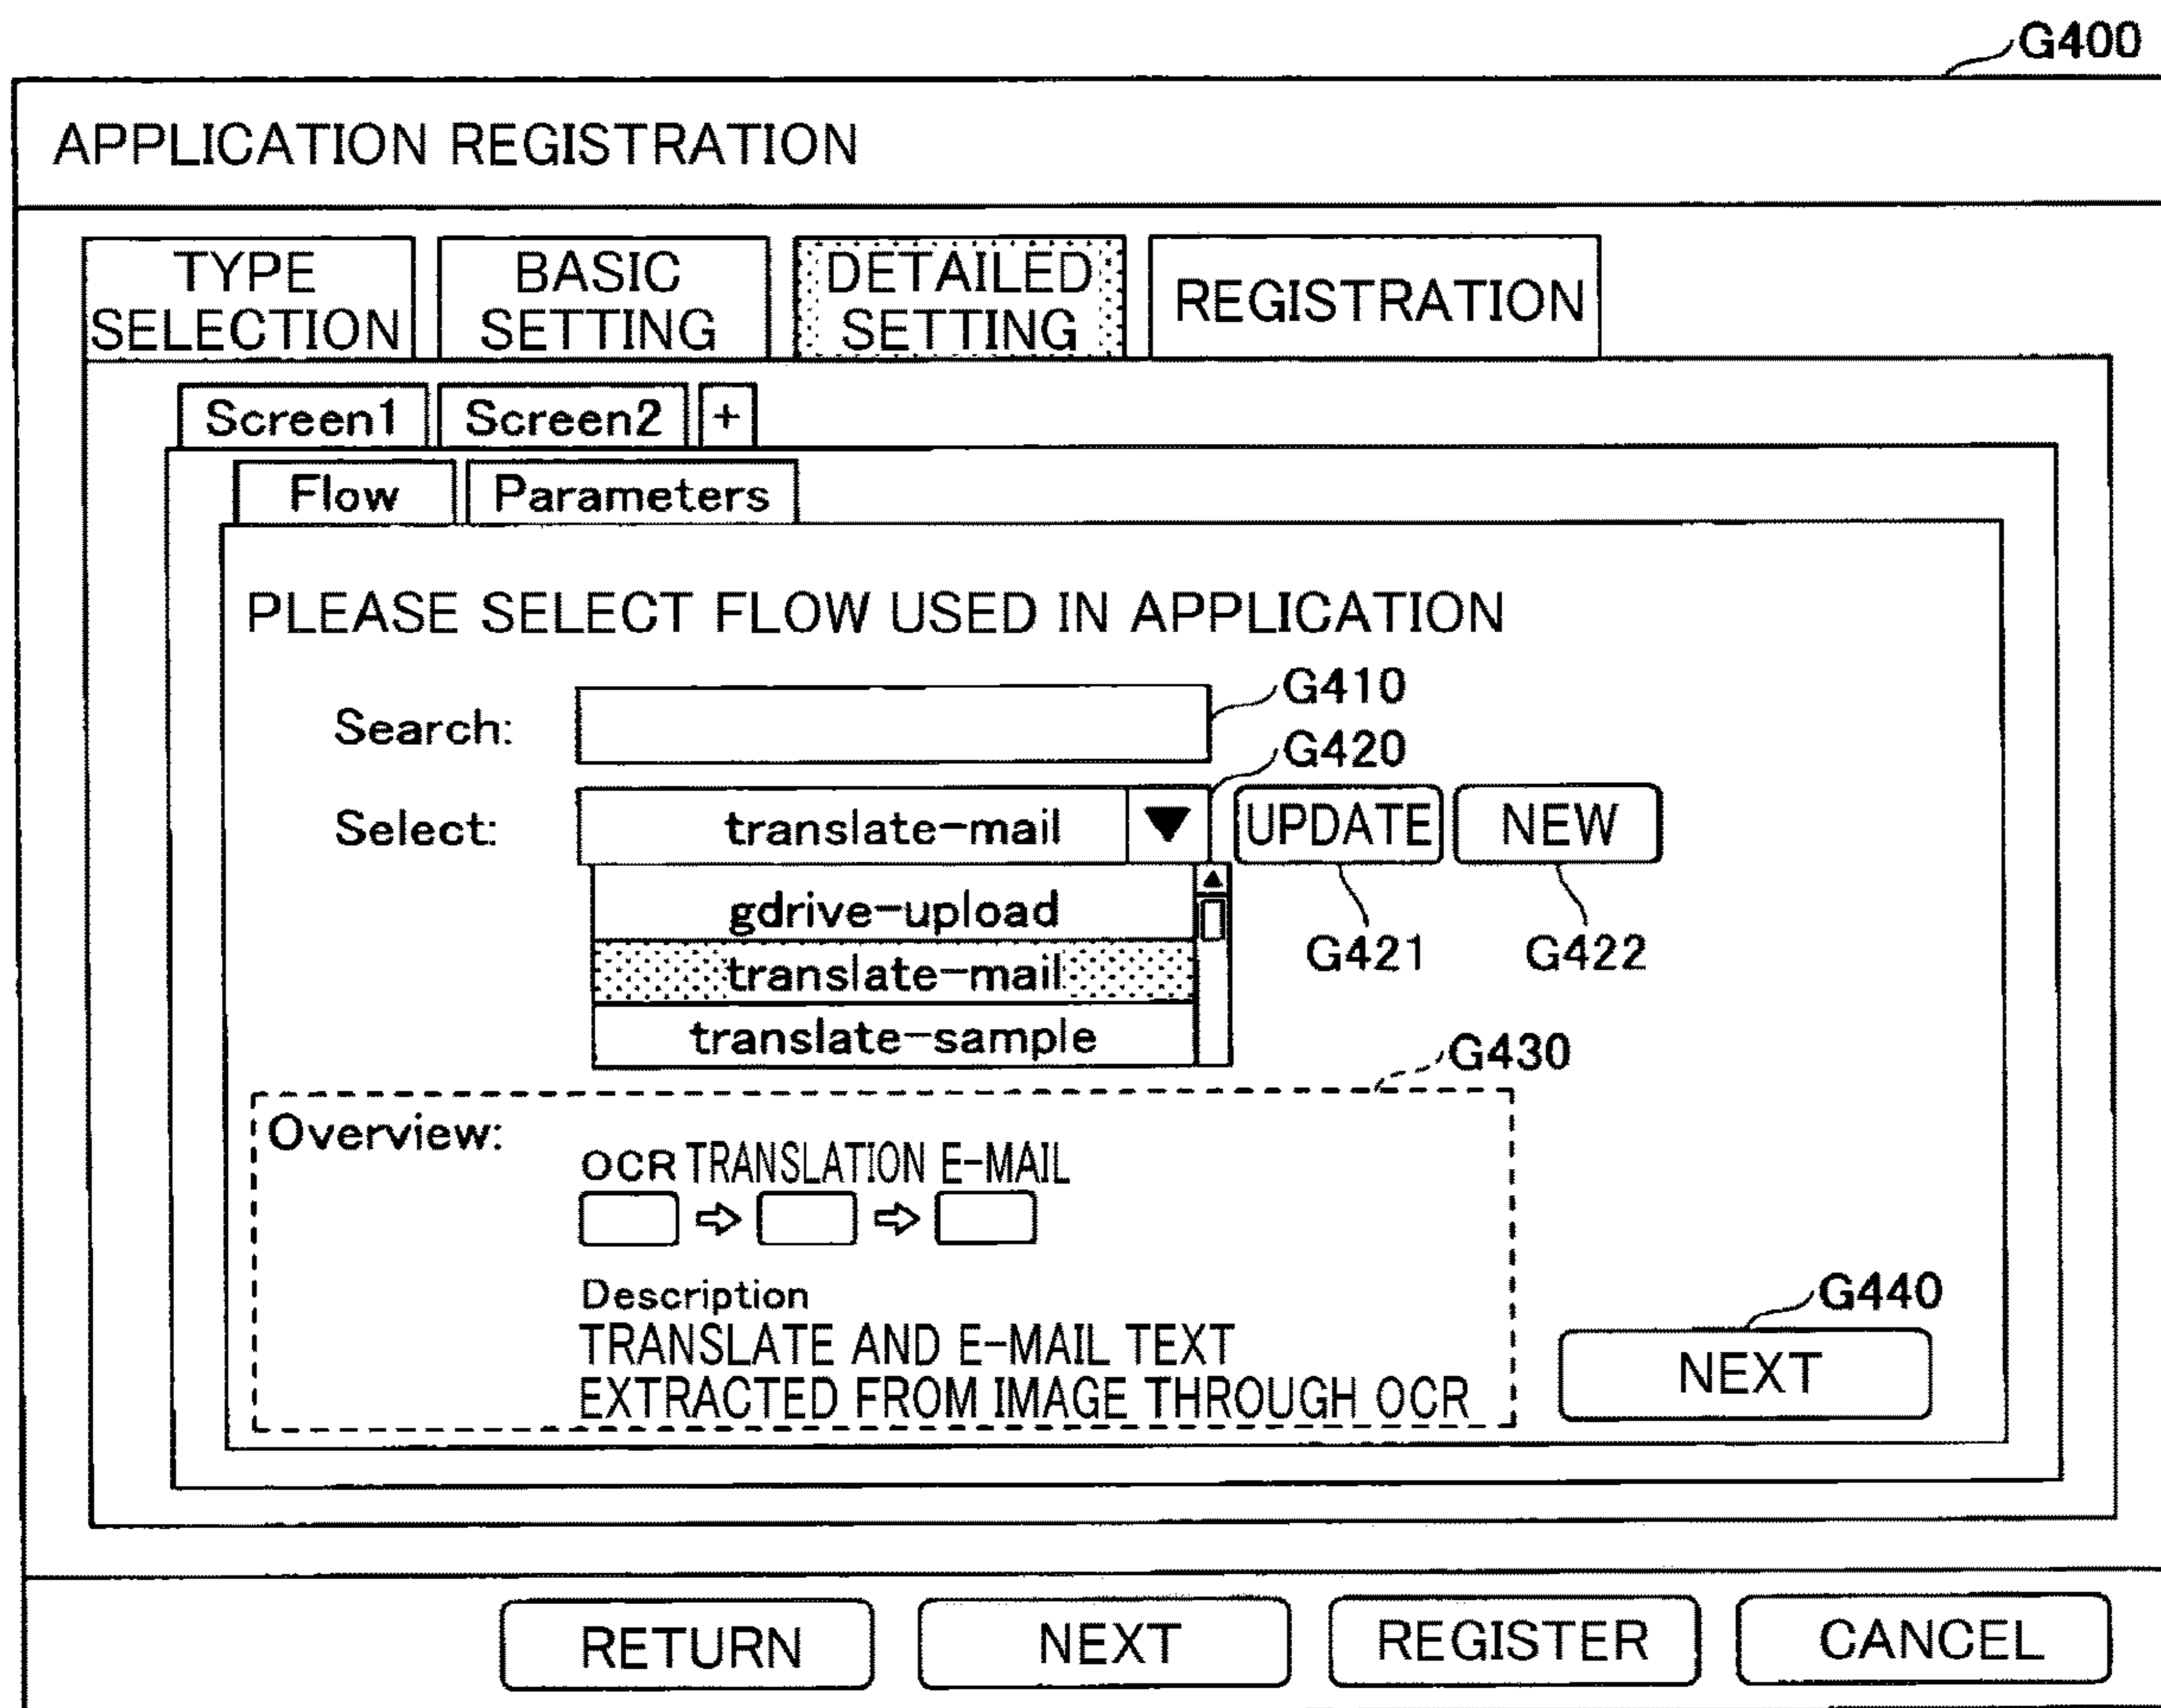 G400
APPLICATION REGISTRATION
TYPE SELECTION
BASIC SETTING
DETAILED SETTING
REGISTRATION
Screen1 Screen2 +
Flow Parameters
PLEASE SELECT FLOW USED IN APPLICATION
G410
Search:
G420
Select: translate-mail ▼ UPDATE NEW
gdrive-upload
G421 G422
translate-mail
translate-sample
G430
Overview:
OCR TRANSLATION E-MAIL
Description
G440
TRANSLATE AND E-MAIL TEXT
EXTRACTED FROM IMAGE THROUGH OCR
NEXT
RETURN NEXT REGISTER CANCEL